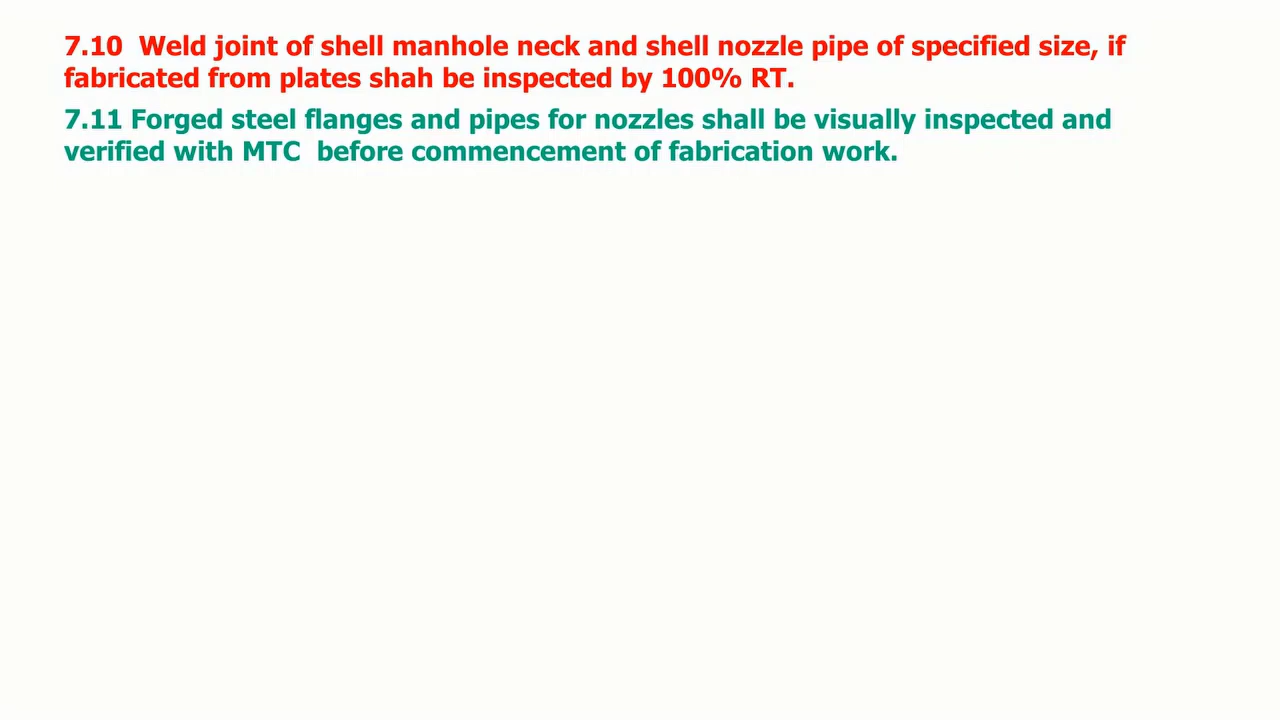 7.10  Weld joint of shell manhole neck and shell nozzle pipe of specified size, if
fabricated from plates shah be inspected by 100% RT.
7.11 Forged steel flanges and pipes for nozzles shall be visually inspected and
verified with MTC  before commencement of fabrication work.